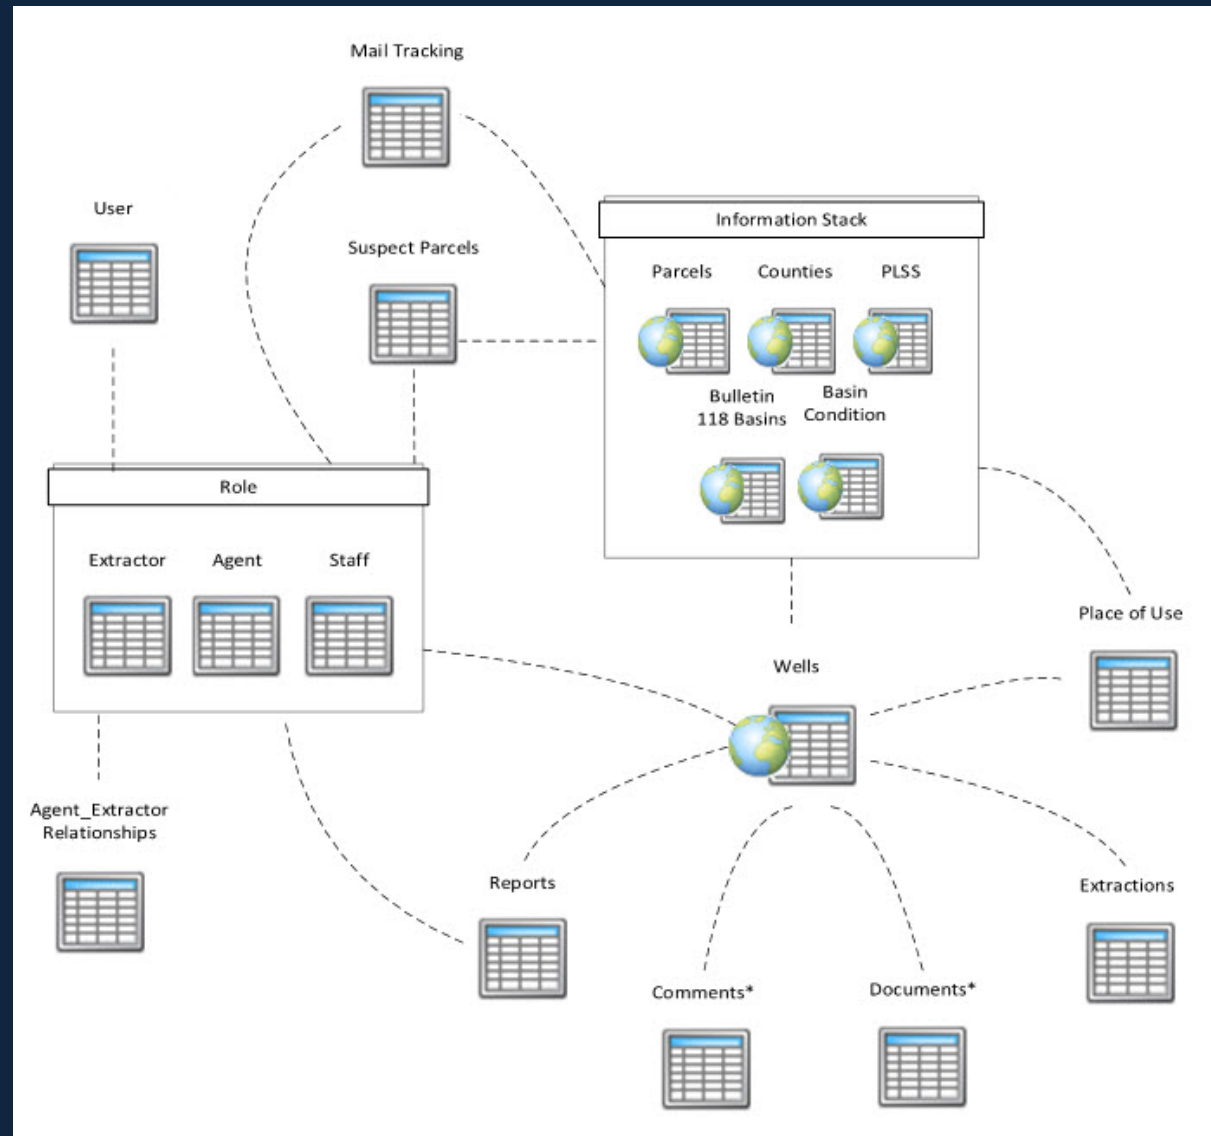 Mail Tracking
User
Suspect Parcels
Information Stack
Parcels
Counties
PLSS
Bulletin
118 Basins
Basin
Condition
Role
Extractor
Agent
Staff
Place of Use
Wells
Agent_Extractor
Relationships
Reports
Extractions
Comments*
Documents*